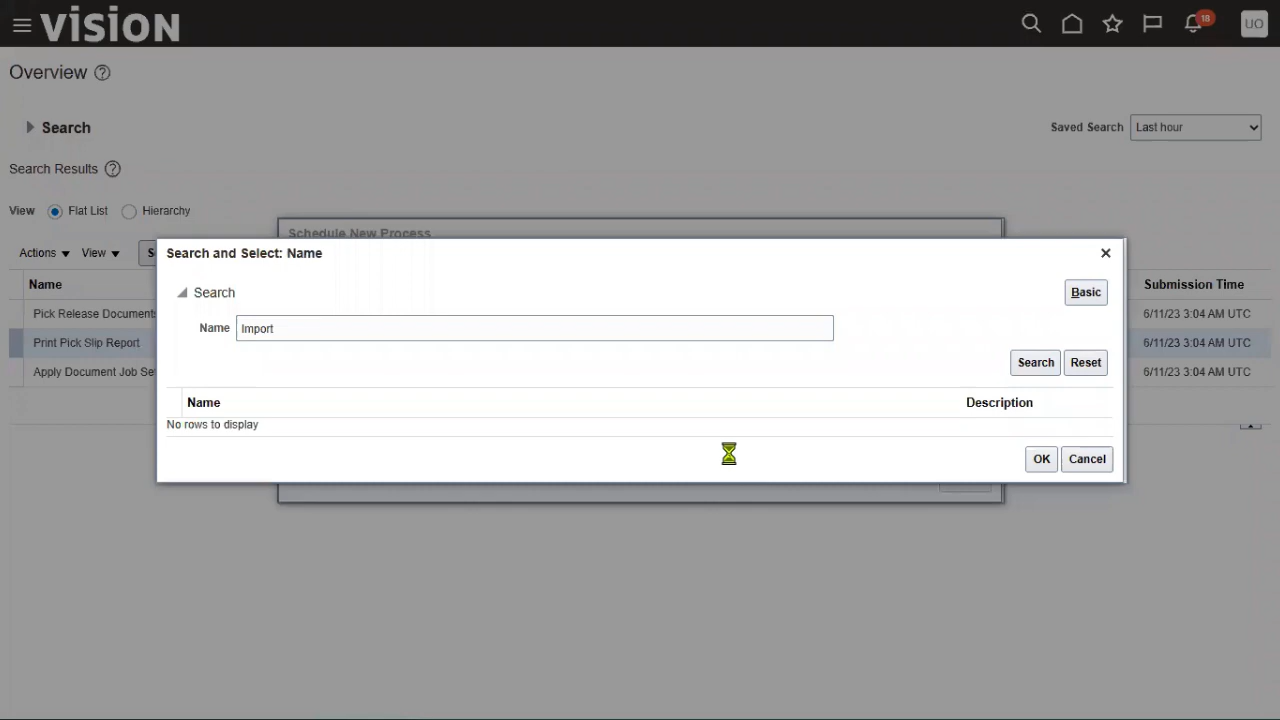 vision
18
UO
Overview
Search
Saved Search Last hour
Search Results
View Flat List Hierarchy
Schedule New Process
Actions View S
Search and Select: Name
Search
Basic
Name Import
Search Reset
Name Description
No rows to display
OK Cancel
Name Submission Time
Pick Release Documents 6/11/23 3:04 AM UTC
Print Pick Slip Report 6/11/23 3:04 AM UTC
Apply Document Job Se 6/11/23 3:04 AM UTC